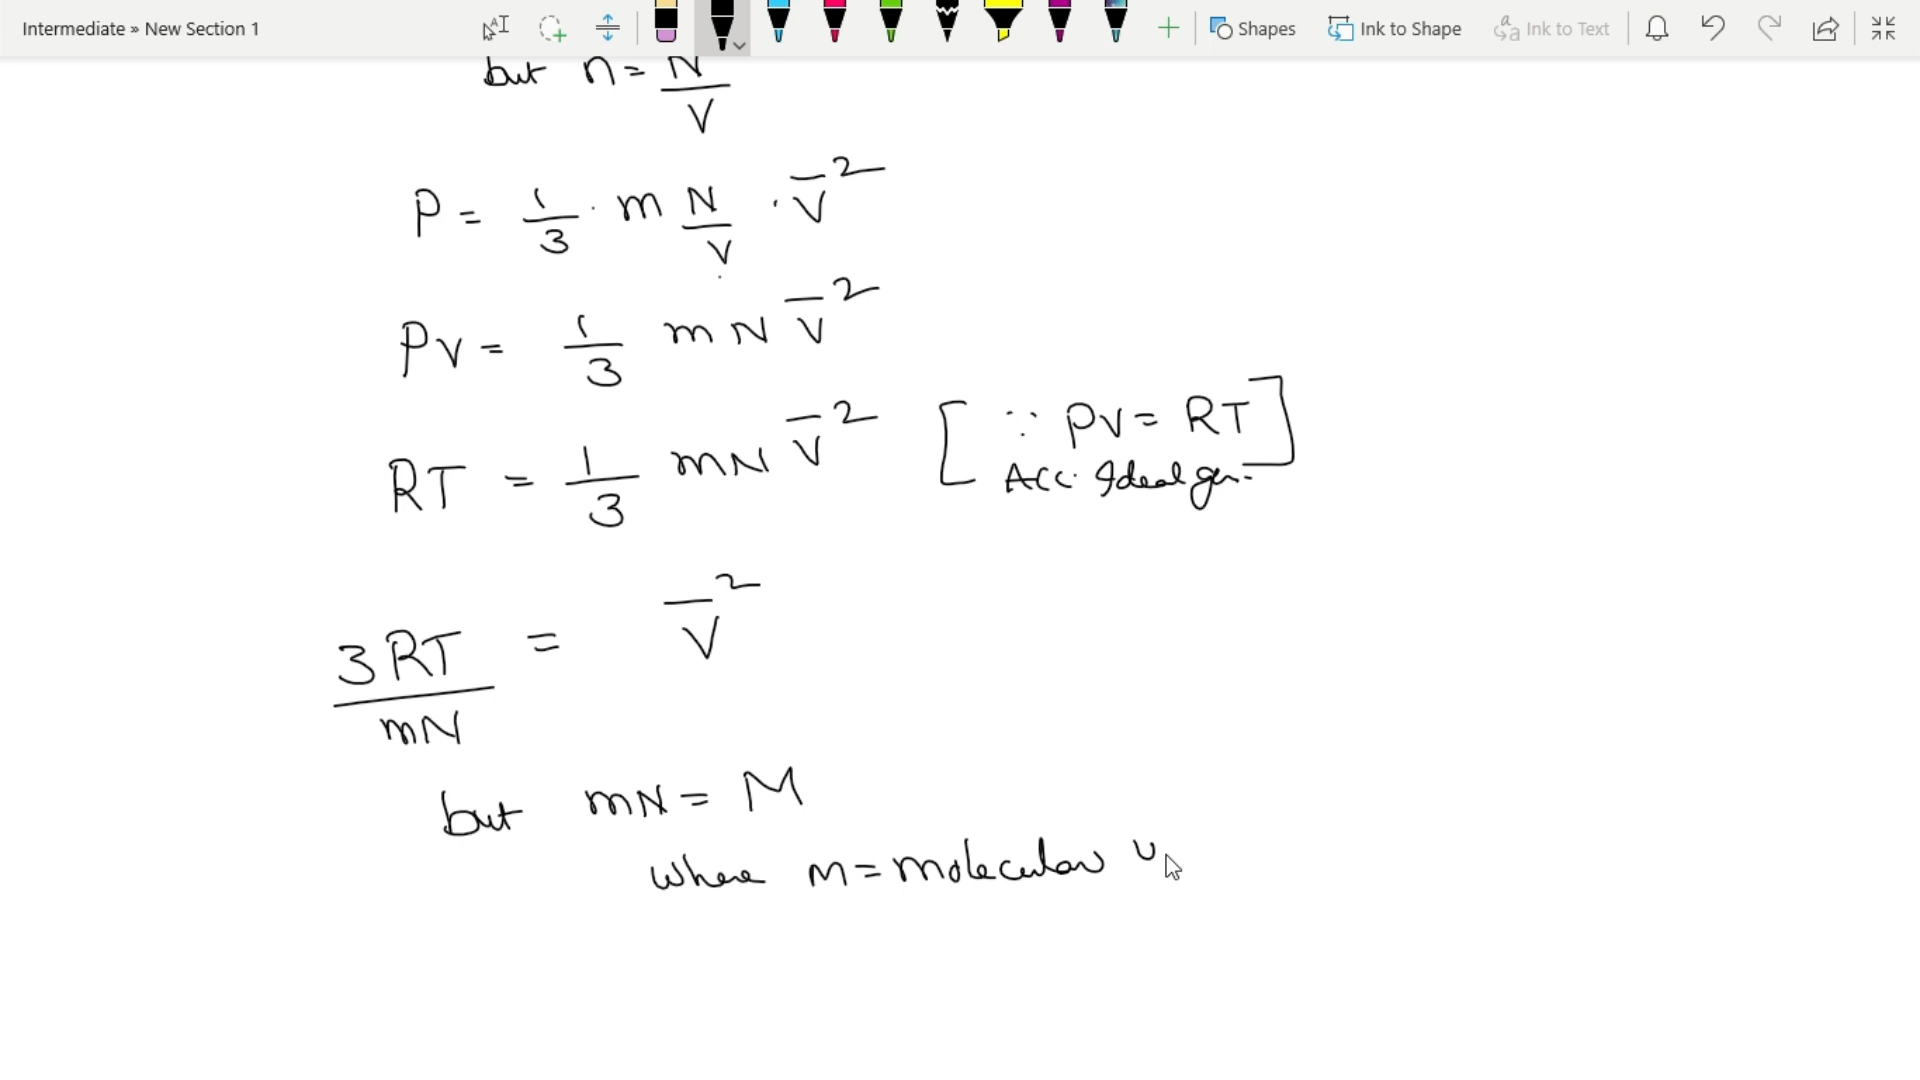 Intermediate » New Section 1 Shapes Ink to Shape Ink to Text
but n = N/V
P = 1/3 · m N/V · V̅²
PV = 1/3 mN V̅²
RT = 1/3 mN V̅² [∵ PV = RT]
Acc. Ideal gas.
3RT/mN = V̅²
but mN = M
where M = molecular